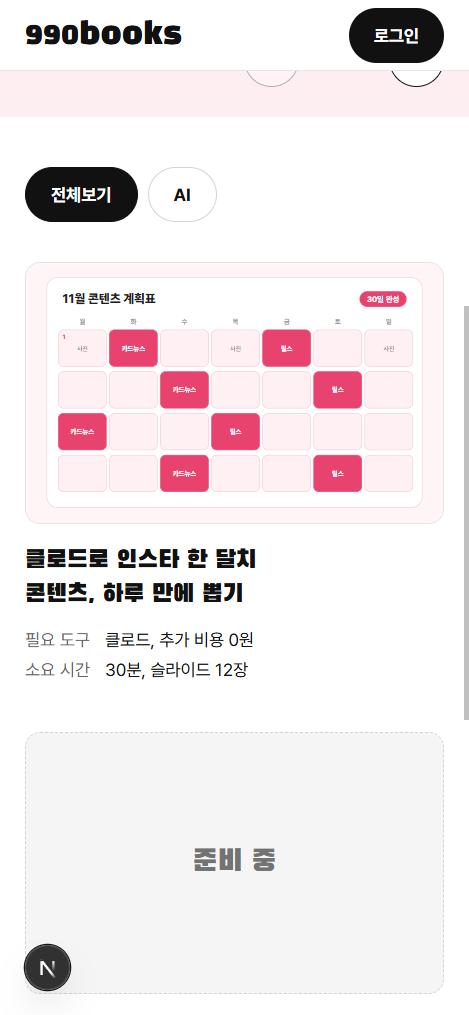 990books
로그인
전체보기
AI
11월 콘텐츠 계획표
30일 완성
월 화 수 목 금 토 일
1
사진 카드뉴스 사진 릴스 사진
카드뉴스 릴스
카드뉴스 릴스
카드뉴스 릴스
클로드로 인스타 한 달치
콘텐츠, 하루 만에 뽑기
필요 도구 클로드, 추가 비용 0원
소요 시간 30분, 슬라이드 12장
준비 중
N